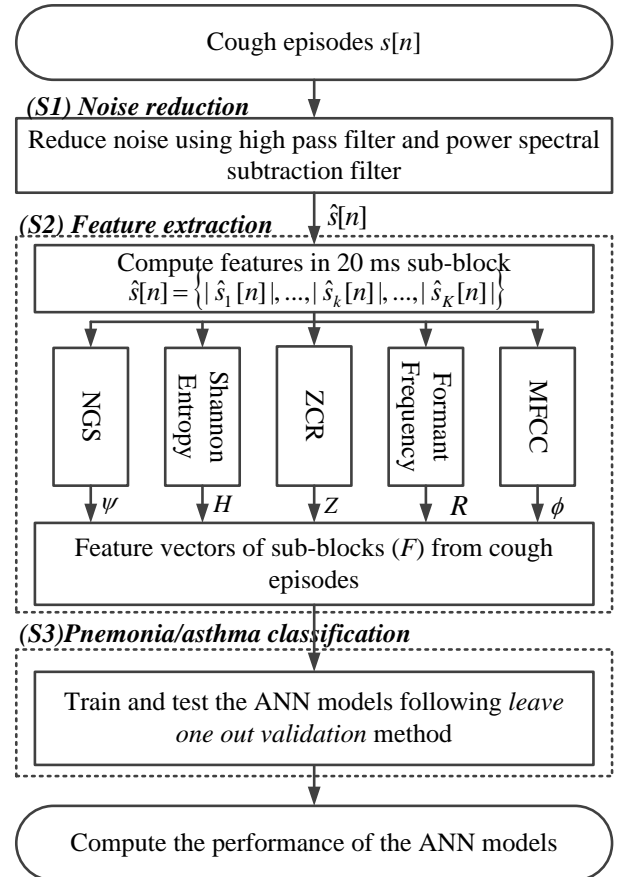 Cough episodes s[n]
(S1) Noise reduction
Reduce noise using high pass filter and power spectral
subtraction filter
ŝ[n]
(S2) Feature extraction
Compute features in 20 ms sub-block
ŝ[n] = {| ŝ₁[n]|,...,| ŝₖ[n]|,...,| ŝ_K[n]|}
NGS
Shannon
Entropy
ZCR
Formant
Frequency
MFCC
ψ
H
Z
R
ϕ
Feature vectors of sub-blocks (F) from cough
episodes
(S3)Pnemonia/asthma classification
Train and test the ANN models following leave
one out validation method
Compute the performance of the ANN models